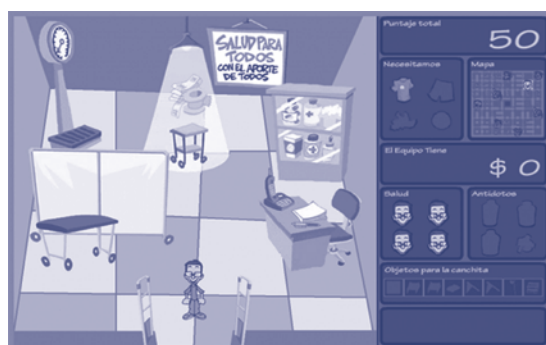 SALUD PARA
TODOS
CON EL APORTE
DE TODOS
Puntaje total
50
Necesitamos
Mapa
El Equipo Tiene
$ 0
Salud
Antídotos
Objetos para la canchita